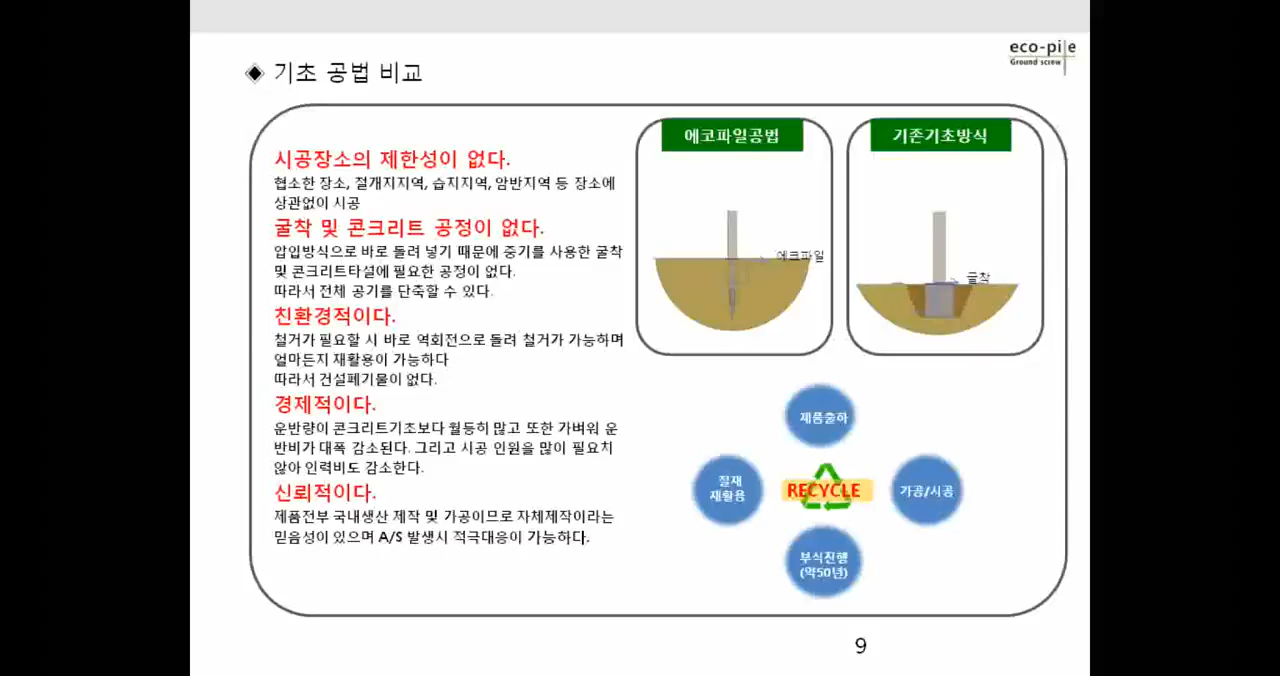 eco-pile
Ground screw
기초 공법 비교
시공장소의 제한성이 없다.
협소한 장소, 절개지지역, 습지지역, 암반지역 등 장소에
상관없이 시공
굴착 및 콘크리트 공정이 없다.
압입방식으로 바로 돌려 넣기 때문에 중기를 사용한 굴착
및 콘크리트타설에 필요한 공정이 없다.
따라서 전체 공기를 단축할 수 있다.
친환경적이다.
철거가 필요할 시 바로 역회전으로 돌려 철거가 가능하며
얼마든지 재활용이 가능하다
따라서 건설폐기물이 없다.
경제적이다.
운반량이 콘크리트기초보다 월등히 많고 또한 가벼워 운
반비가 대폭 감소된다. 그리고 시공 인원을 많이 필요치
않아 인력비도 감소한다.
신뢰적이다.
제품전부 국내생산 제작 및 가공이므로 자체제작이라는
믿음성이 있으며 A/S 발생시 적극대응이 가능하다.
에코파일공법
에코파일
기존기초방식
굴착
제품출하
철재
재활용
RECYCLE
가공/시공
부식진행
(약50년)
9